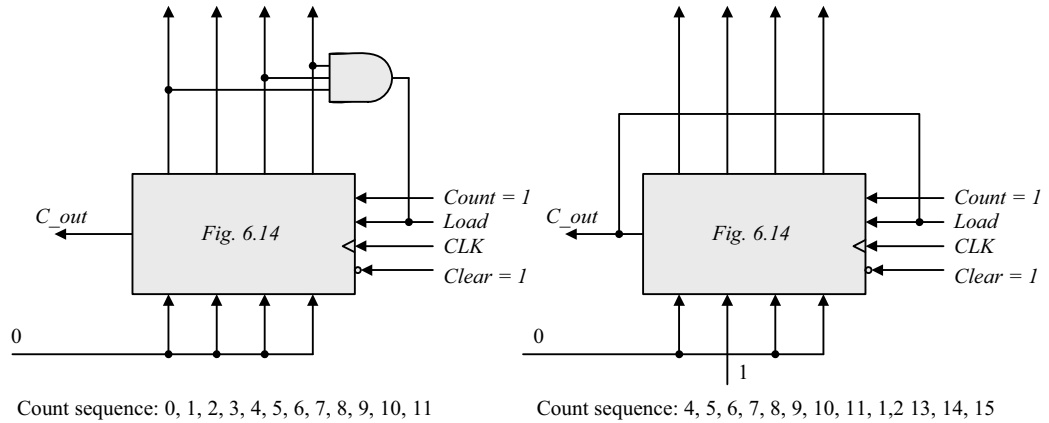 C_out
Fig. 6.14
Count = 1
Load
CLK
Clear = 1
0
Count sequence: 0, 1, 2, 3, 4, 5, 6, 7, 8, 9, 10, 11
C_out
Fig. 6.14
Count = 1
Load
CLK
Clear = 1
0
1
Count sequence: 4, 5, 6, 7, 8, 9, 10, 11, 1,2 13, 14, 15